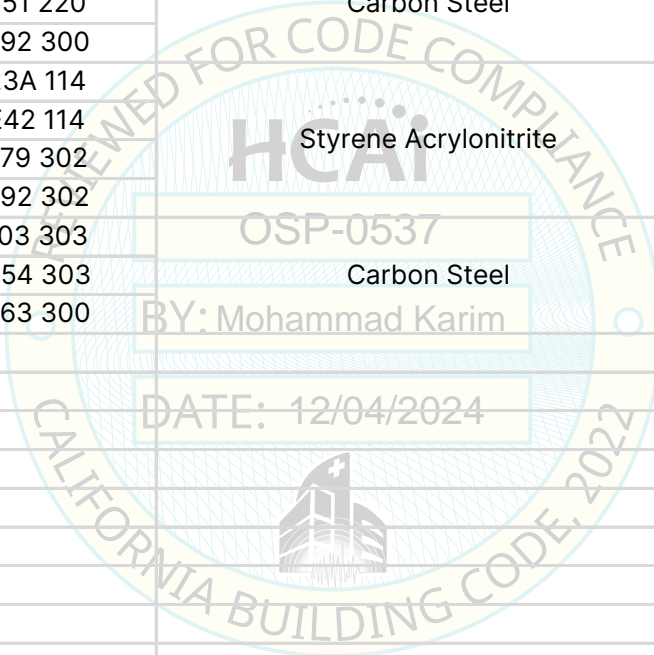 51 220 Carbon Steel
92 300
3A 114
42 114
Styrene Acrylonitrite
79 302
92 302
03 303
54 303 Carbon Steel
63 300
REVIEWED FOR CODE COMPLIANCE
HCAi
OSP-0537
BY: Mohammad Karim
DATE: 12/04/2024
CALIFORNIA BUILDING CODE, 2022